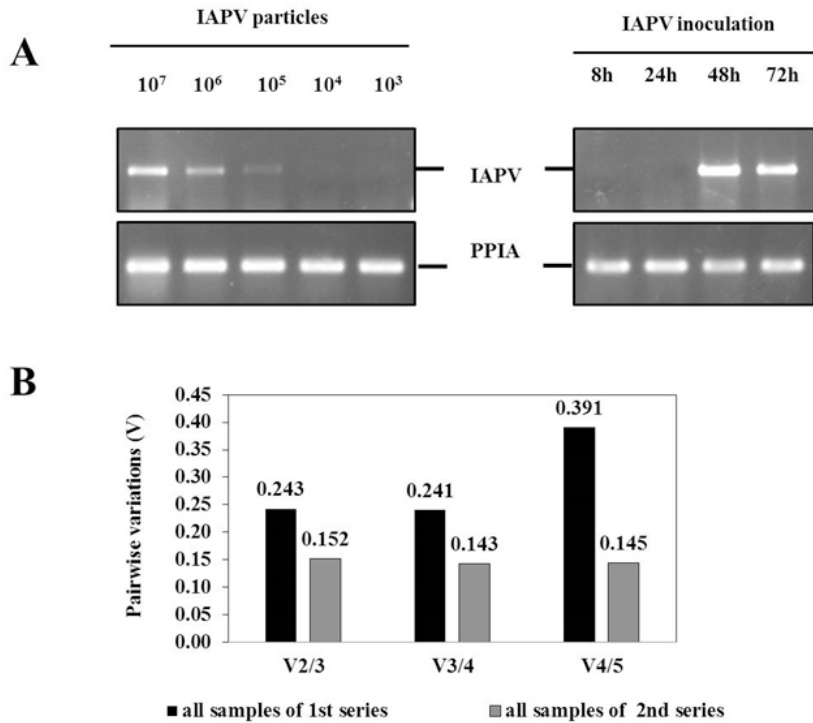 A
IAPV particles
10⁷ 10⁶ 10⁵ 10⁴ 10³
IAPV inoculation
8h 24h 48h 72h
IAPV
PPIA
B
Pairwise variations (V)
0.45
0.40
0.35
0.30
0.25
0.20
0.15
0.10
0.05
0.00
0.243
0.152
0.241
0.143
0.391
0.145
V2/3 V3/4 V4/5
all samples of 1st series all samples of 2nd series